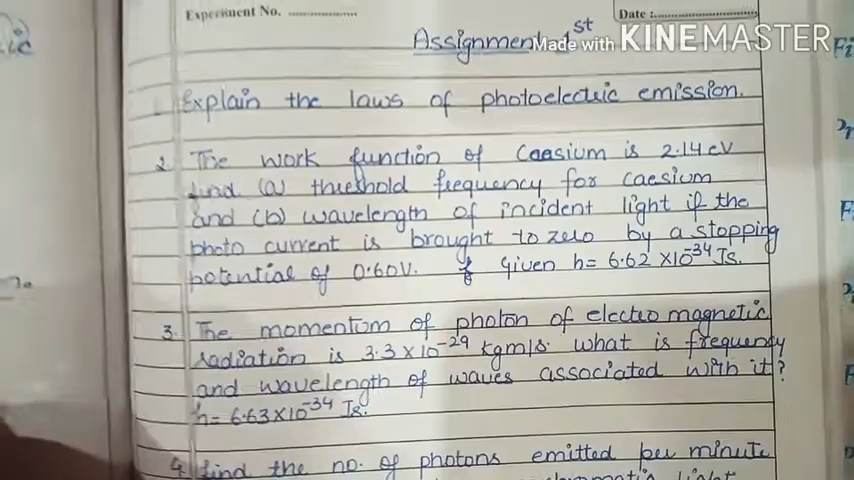 Experiment No. ..................
Date :..............................
Assignment 1st
Made with KINEMASTER
1. Explain the laws of photoelectric emission.
2. The work function of Caesium is 2.14 eV
find (a) threshold frequency for caesium
and (b) wavelength of incident light if the
photo current is brought to zero by a stopping
potential of 0.60V. Given h= 6.62 ×10⁻³⁴ Js.
3. The momentum of photon of electro magnetic
radiation is 3.3×10⁻²⁹ kgm/s. what is frequency
and wavelength of waves associated with it?
h= 6.63×10⁻³⁴ Js.
4. find the no. of photons emitted per minute